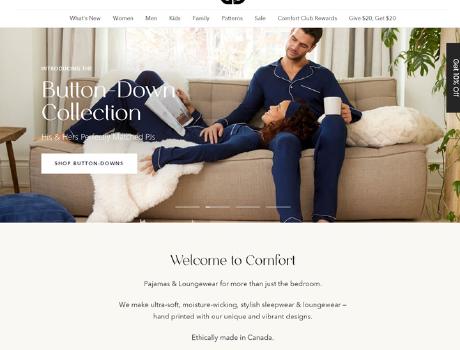 What's New Women Men Kids Family Patterns Sale Comfort Club Rewards Give $20, Get $20
INTRODUCING THE
Button-Down
Collection
His & Hers Perfectly Matched PJs
SHOP BUTTON-DOWNS
Get 10% Off
Welcome to Comfort
Pajamas & Loungewear for more than just the bedroom.
We make ultra-soft, moisture-wicking, stylish sleepwear & loungewear –
hand printed with our unique and vibrant designs.
Ethically made in Canada.